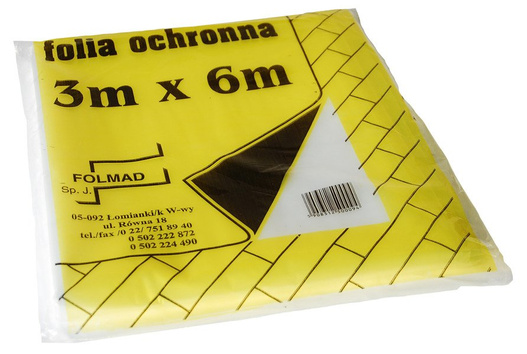 folia ochronna
3m x 6m
FOLMAD
Sp. J.
05-092 Łomianki/k W-wy
ul. Równa 18
tel./fax /0 22/ 751 89 40
0 502 222 872
0 502 224 490